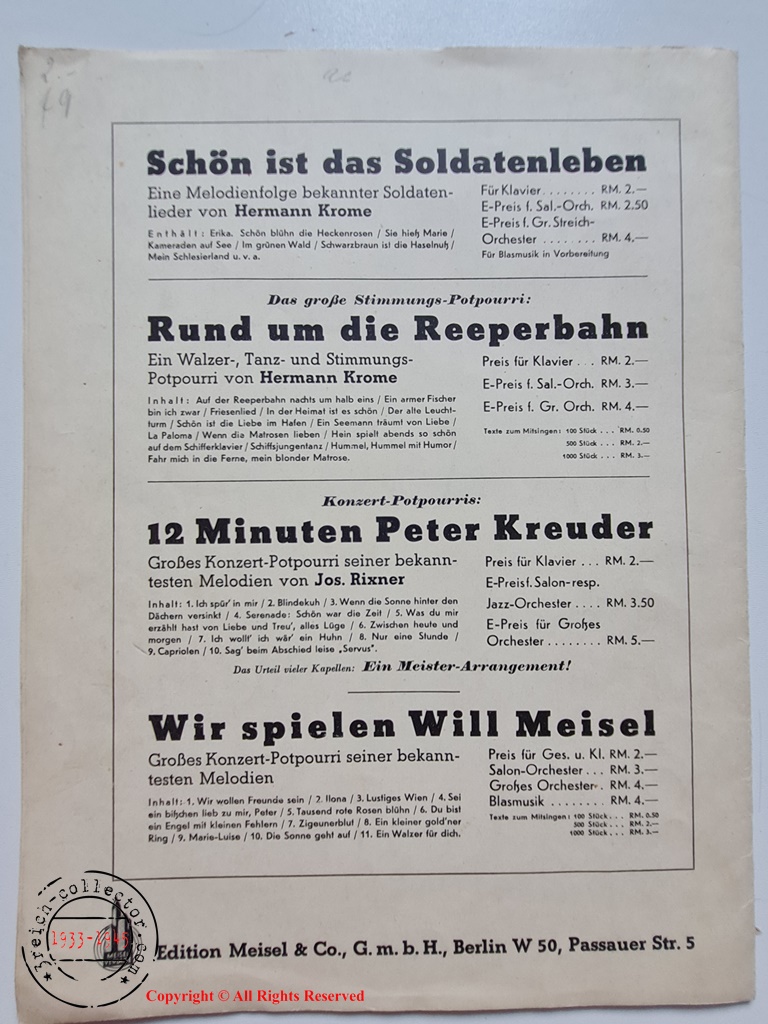 2.–
Schön ist das Soldatenleben
Eine Melodienfolge bekannter Soldaten-
lieder von Hermann Krome
Enthält: Erika. Schön blühn die Heckenrosen / Sie hieß Marie /
Kameraden auf See / Im grünen Wald / Schwarzbraun ist die Haselnuß /
Mein Schlesierland u. v. a.
Für Klavier ........ RM. 2.—
E-Preis f. Sal.-Orch. RM. 2.50
E-Preis f. Gr. Streich-
Orchester ........ RM. 4.—
Für Blasmusik in Vorbereitung
Das große Stimmungs-Potpourri:
Rund um die Reeperbahn
Ein Walzer-, Tanz- und Stimmungs-
Potpourri von Hermann Krome
Inhalt: Auf der Reeperbahn nachts um halb eins / Ein armer Fischer
bin ich zwar / Friesenlied / In der Heimat ist es schön / Der alte Leucht-
turm / Schön ist die Liebe im Hafen / Ein Seemann träumt von Liebe /
La Paloma / Wenn die Matrosen lieben / Hein spielt abends so schön
auf dem Schifferklavier / Schiffsjungentanz / Hummel, Hummel mit Humor /
Fahr mich in die Ferne, mein blonder Matrose.
Preis für Klavier ... RM. 2.—
E-Preis f. Sal.-Orch. RM. 3.—
E-Preis f. Gr. Orch. RM. 4.—
Texte zum Mitsingen: 100 Stück ... RM. 0.50
500 Stück ... RM. 2.—
1000 Stück ... RM. 3.—
Konzert-Potpourris:
12 Minuten Peter Kreuder
Großes Konzert-Potpourri seiner bekann-
testen Melodien von Jos. Rixner
Inhalt: 1. Ich spür' in mir / 2. Blindekuh / 3. Wenn die Sonne hinter den
Dächern versinkt / 4. Serenade: Schön war die Zeit / 5. Was du mir
erzählt hast von Liebe und Treu', alles Lüge / 6. Zwischen heute und
morgen / 7. Ich wollt' ich wär' ein Huhn / 8. Nur eine Stunde /
9. Capriolen / 10. Sag' beim Abschied leise „Servus".
Preis für Klavier ... RM. 2.—
E-Preis f. Salon- resp.
Jazz-Orchester .... RM. 3.50
E-Preis für Großes
Orchester ....... RM. 5.—
Das Urteil vieler Kapellen: Ein Meister-Arrangement!
Wir spielen Will Meisel
Großes Konzert-Potpourri seiner bekann-
testen Melodien
Inhalt: 1. Wir wollen Freunde sein / 2. Ilona / 3. Lustiges Wien / 4. Sei
ein bißchen lieb zu mir, Peter / 5. Tausend rote Rosen blühn / 6. Du bist
ein Engel mit kleinen Fehlern / 7. Zigeunerblut / 8. Ein kleiner gold'ner
Ring / 9. Marie-Luise / 10. Die Sonne geht auf / 11. Ein Walzer für dich.
Preis für Ges. u. Kl. RM. 2.—
Salon-Orchester ... RM. 3.—
Großes Orchester .. RM. 4.—
Blasmusik ........ RM. 4.—
Texte zum Mitsingen: 100 Stück ... RM. 0.50
500 Stück ... RM. 2.—
1000 Stück ... RM. 3.—
Edition Meisel & Co., G. m. b. H., Berlin W 50, Passauer Str. 5
3reich-collector.com
1933-1945
Copyright © All Rights Reserved